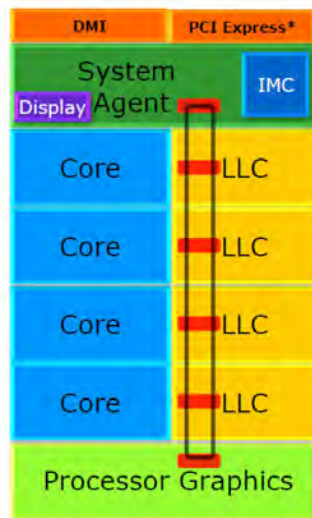 DMI PCI Express*
System
Agent
Display
IMC
Core LLC
Core LLC
Core LLC
Core LLC
Processor Graphics